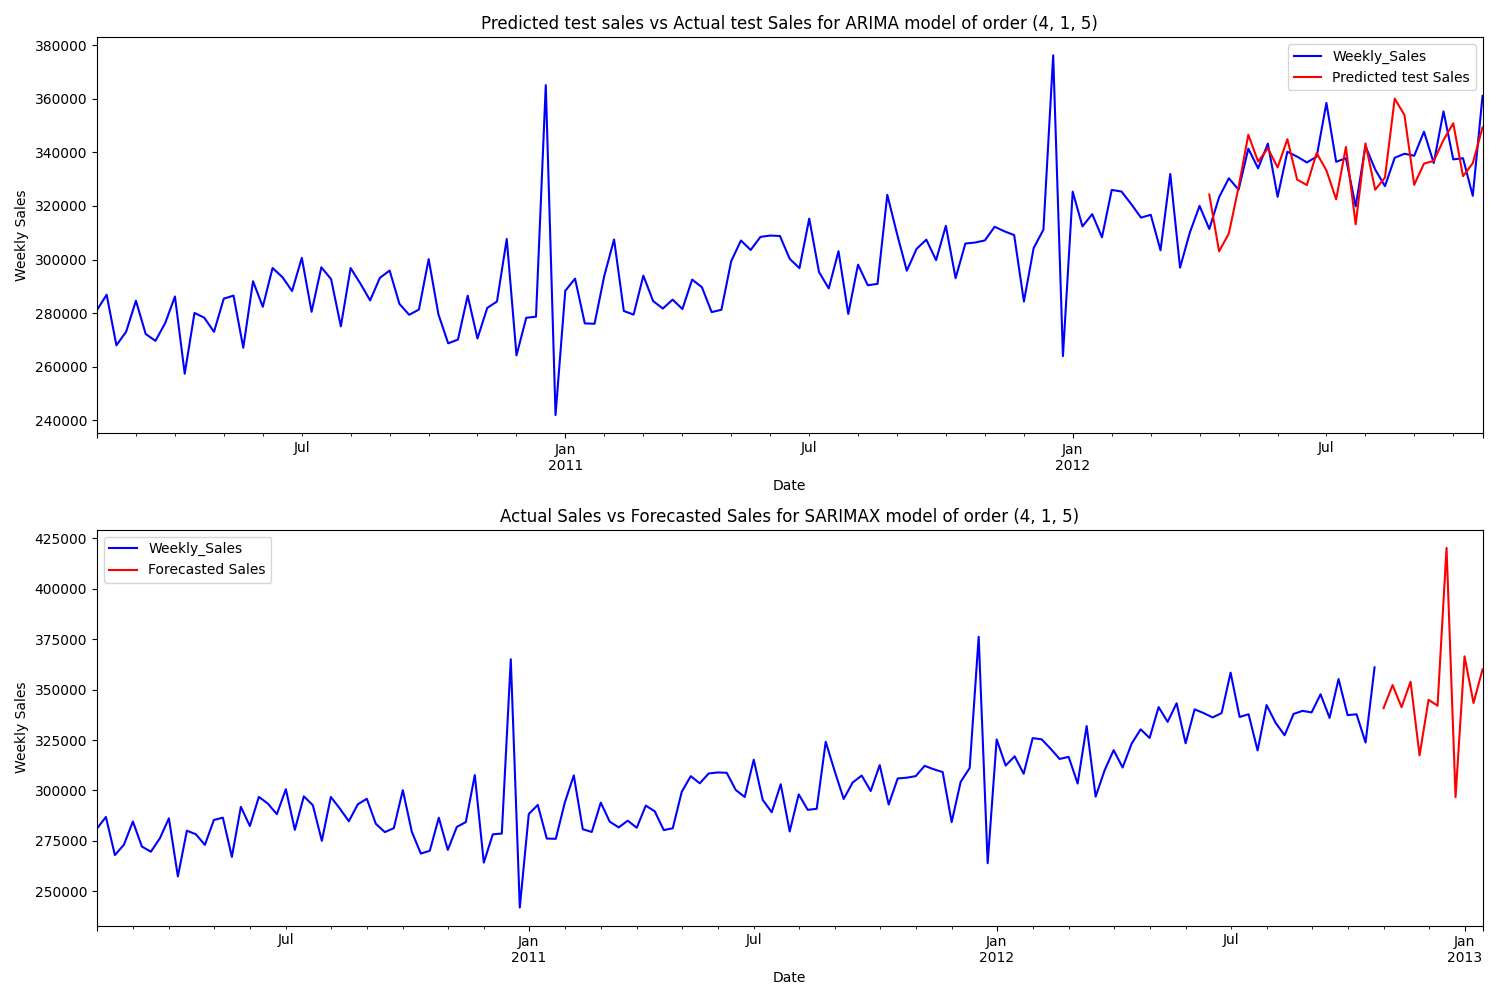 Predicted test sales vs Actual test Sales for ARIMA model of order (4, 1, 5)
380000
360000
340000
320000
300000
280000
260000
240000
Weekly Sales
Weekly_Sales
Predicted test Sales
Jul
Jan
2011
Jul
Jan
2012
Jul
Date
Actual Sales vs Forecasted Sales for SARIMAX model of order (4, 1, 5)
425000
400000
375000
350000
325000
300000
275000
250000
Weekly Sales
Weekly_Sales
Forecasted Sales
Jul
Jan
2011
Jul
Jan
2012
Jul
Jan
2013
Date